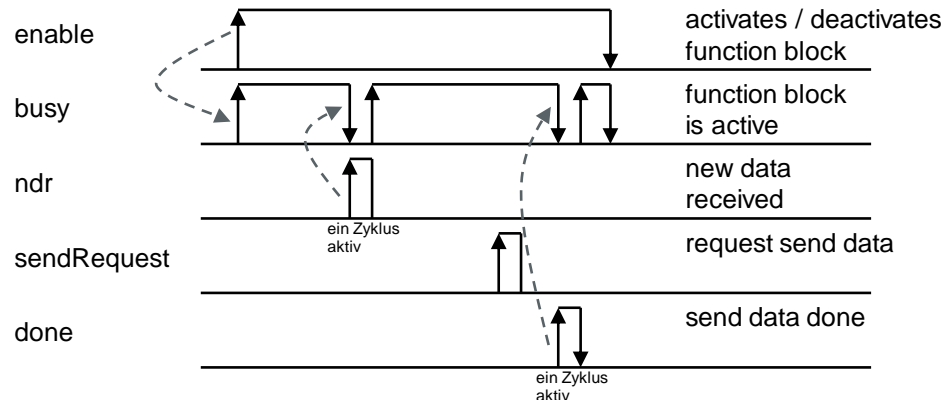 enable
activates / deactivates
function block
busy
function block
is active
ndr
new data
received
ein Zyklus
aktiv
sendRequest
request send data
done
send data done
ein Zyklus
aktiv